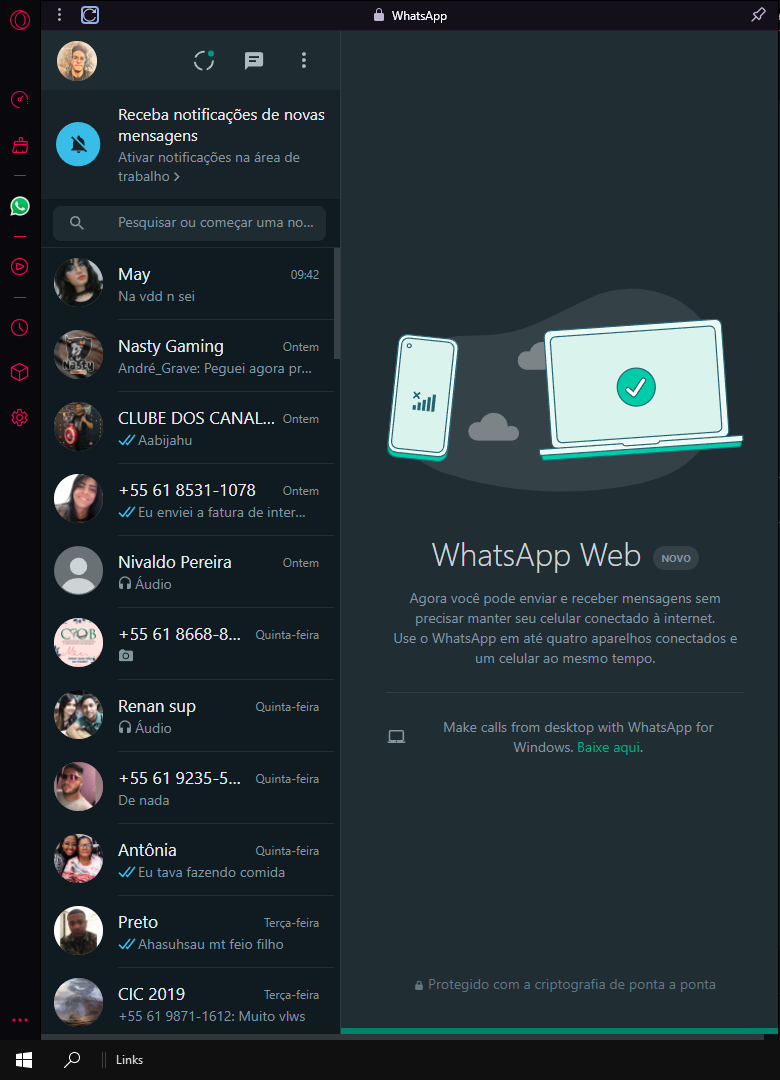 WhatsApp
Receba notificações de novas
mensagens
Ativar notificações na área de
trabalho >
Pesquisar ou começar uma no...
May
09:42
Na vdd n sei
Nasty Gaming
Ontem
André_Grave: Peguei agora pr...
CLUBE DOS CANAL...
Ontem
Aabijahu
+55 61 8531-1078
Ontem
Eu enviei a fatura de inter...
Nivaldo Pereira
Ontem
Áudio
+55 61 8668-8...
Quinta-feira
Renan sup
Quinta-feira
Áudio
+55 61 9235-5...
Quinta-feira
De nada
Antônia
Quinta-feira
Eu tava fazendo comida
Preto
Terça-feira
Ahasuhsau mt feio filho
CIC 2019
Terça-feira
+55 61 9871-1612: Muito vlws
Nasty
WhatsApp Web NOVO
Agora você pode enviar e receber mensagens sem
precisar manter seu celular conectado à internet.
Use o WhatsApp em até quatro aparelhos conectados e
um celular ao mesmo tempo.
Make calls from desktop with WhatsApp for
Windows. Baixe aqui.
Protegido com a criptografia de ponta a ponta
Links